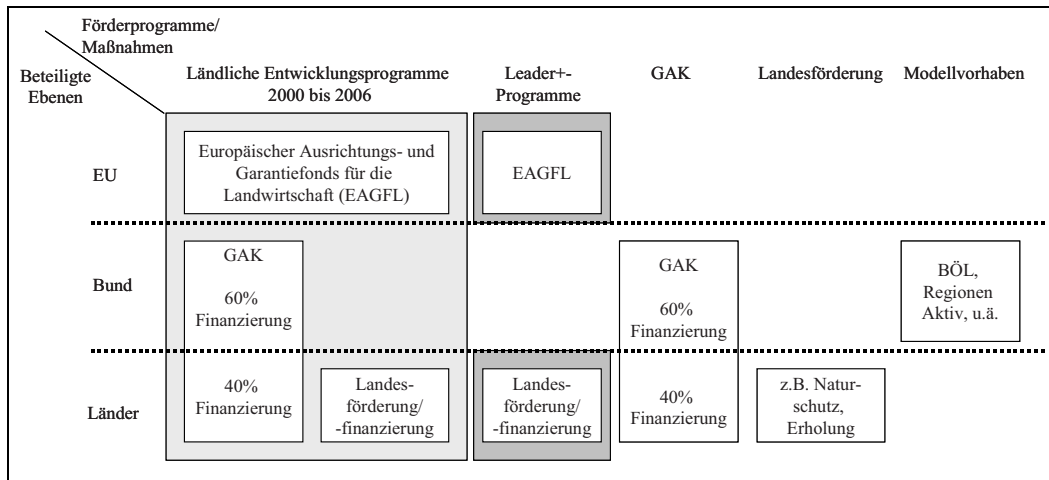 Förderprogramme/
Maßnahmen
Beteiligte
Ebenen
Ländliche Entwicklungsprogramme
2000 bis 2006
Leader+-
Programme
GAK
Landesförderung
Modellvorhaben
EU
Europäischer Ausrichtungs- und
Garantiefonds für die
Landwirtschaft (EAGFL)
EAGFL
Bund
GAK
60%
Finanzierung
GAK
60%
Finanzierung
BÖL,
Regionen
Aktiv, u.ä.
Länder
40%
Finanzierung
Landes-
förderung/
-finanzierung
Landes-
förderung/
-finanzierung
40%
Finanzierung
z.B. Natur-
schutz,
Erholung